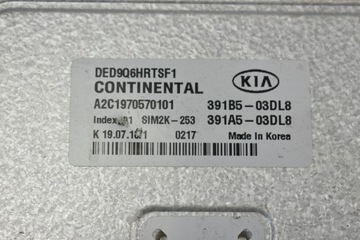 DED9Q6HRTSF1
CONTINENTAL
KIA
A2C1970570101 391B5-03DL8
SIM2K-253 391A5-03DL8
0217 Made in Korea